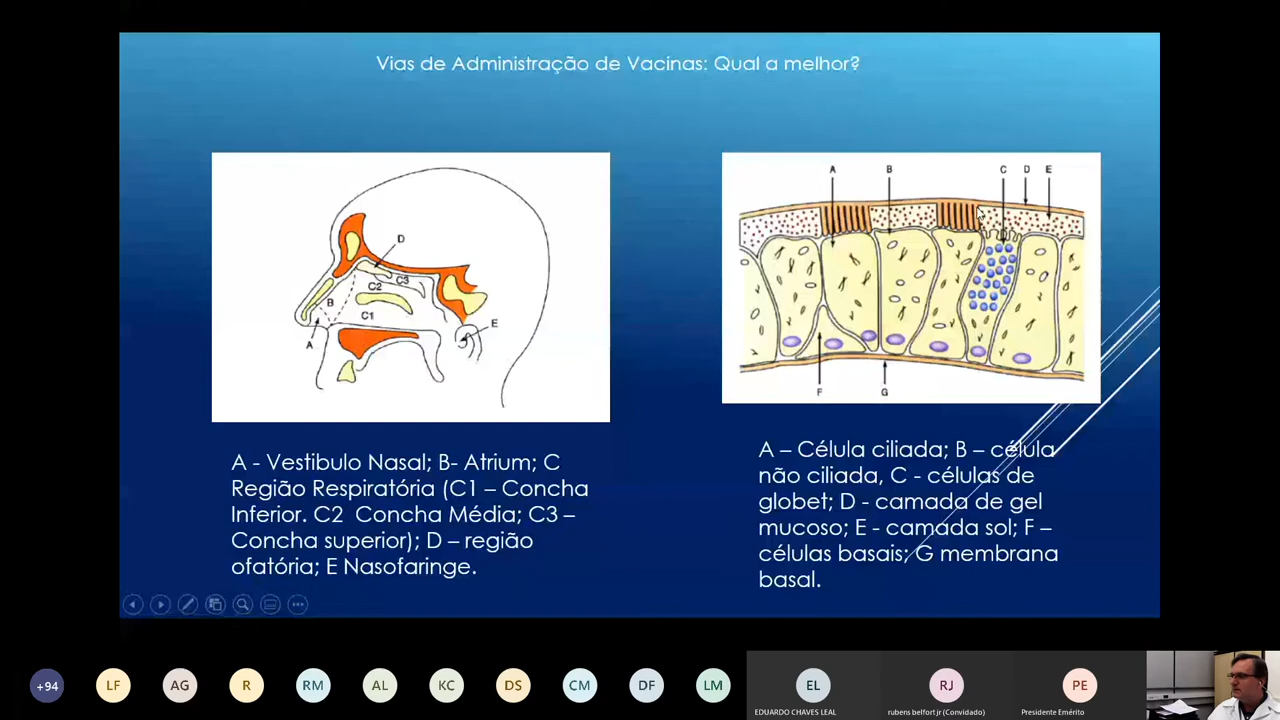 Vias de Administração de Vacinas: Qual a melhor?
D
C3
C2
B
C1
E
A
A B C D E
F G
A - Vestibulo Nasal; B- Atrium; C
Região Respiratória (C1 – Concha
Inferior. C2 Concha Média; C3 –
Concha superior); D – região
ofatória; E Nasofaringe.
A – Célula ciliada; B – célula
não ciliada, C - células de
globet; D - camada de gel
mucoso; E - camada sol; F –
células basais; G membrana
basal.
+94 LF AG R RM AL KC DS CM DF LM EL RJ PE
EDUARDO CHAVES LEAL
rubens belfort jr (Convidado)
Presidente Emérito